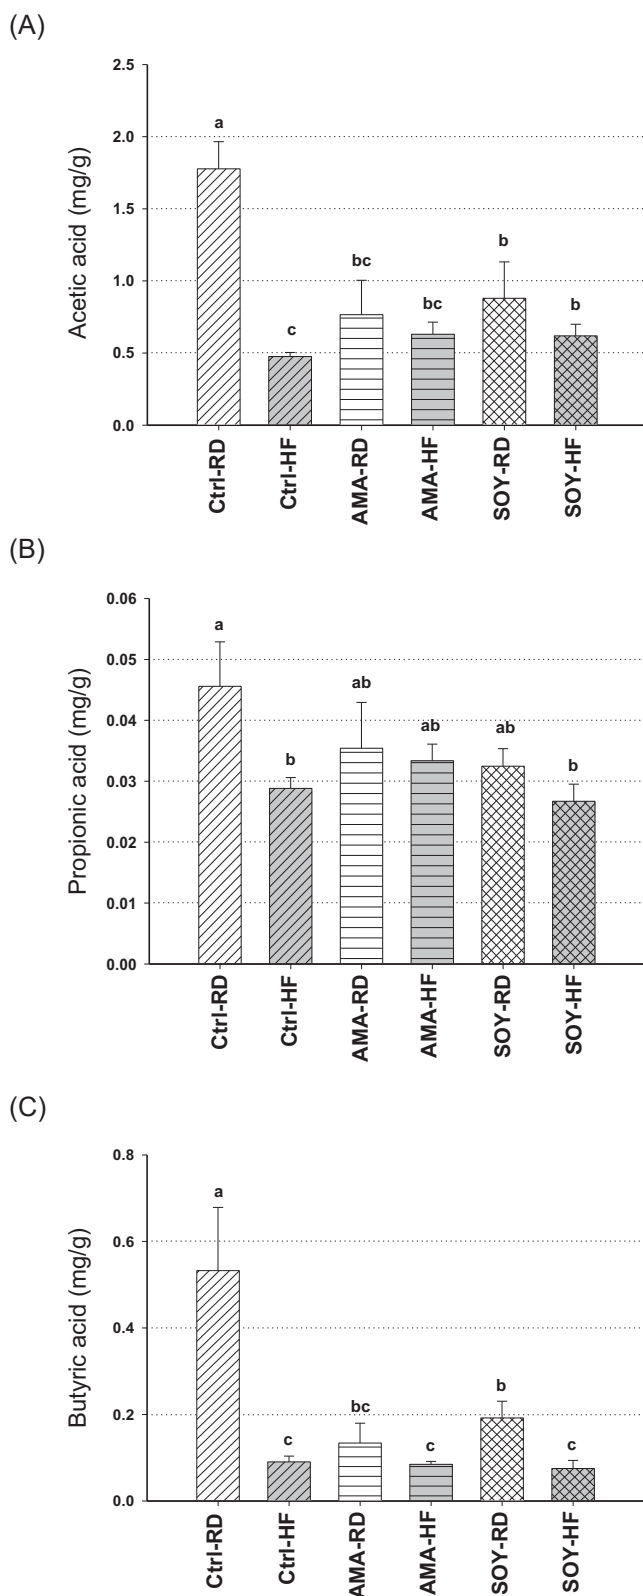 (A)
Acetic acid (mg/g)
2.5
2.0
1.5
1.0
0.5
0.0
a
c
bc
bc
b
b
Ctrl-RD
Ctrl-HF
AMA-RD
AMA-HF
SOY-RD
SOY-HF
(B)
Propionic acid (mg/g)
0.06
0.05
0.04
0.03
0.02
0.01
0.00
a
b
ab
ab
ab
b
Ctrl-RD
Ctrl-HF
AMA-RD
AMA-HF
SOY-RD
SOY-HF
(C)
Butyric acid (mg/g)
0.8
0.6
0.4
0.2
0.0
a
c
bc
c
b
c
Ctrl-RD
Ctrl-HF
AMA-RD
AMA-HF
SOY-RD
SOY-HF